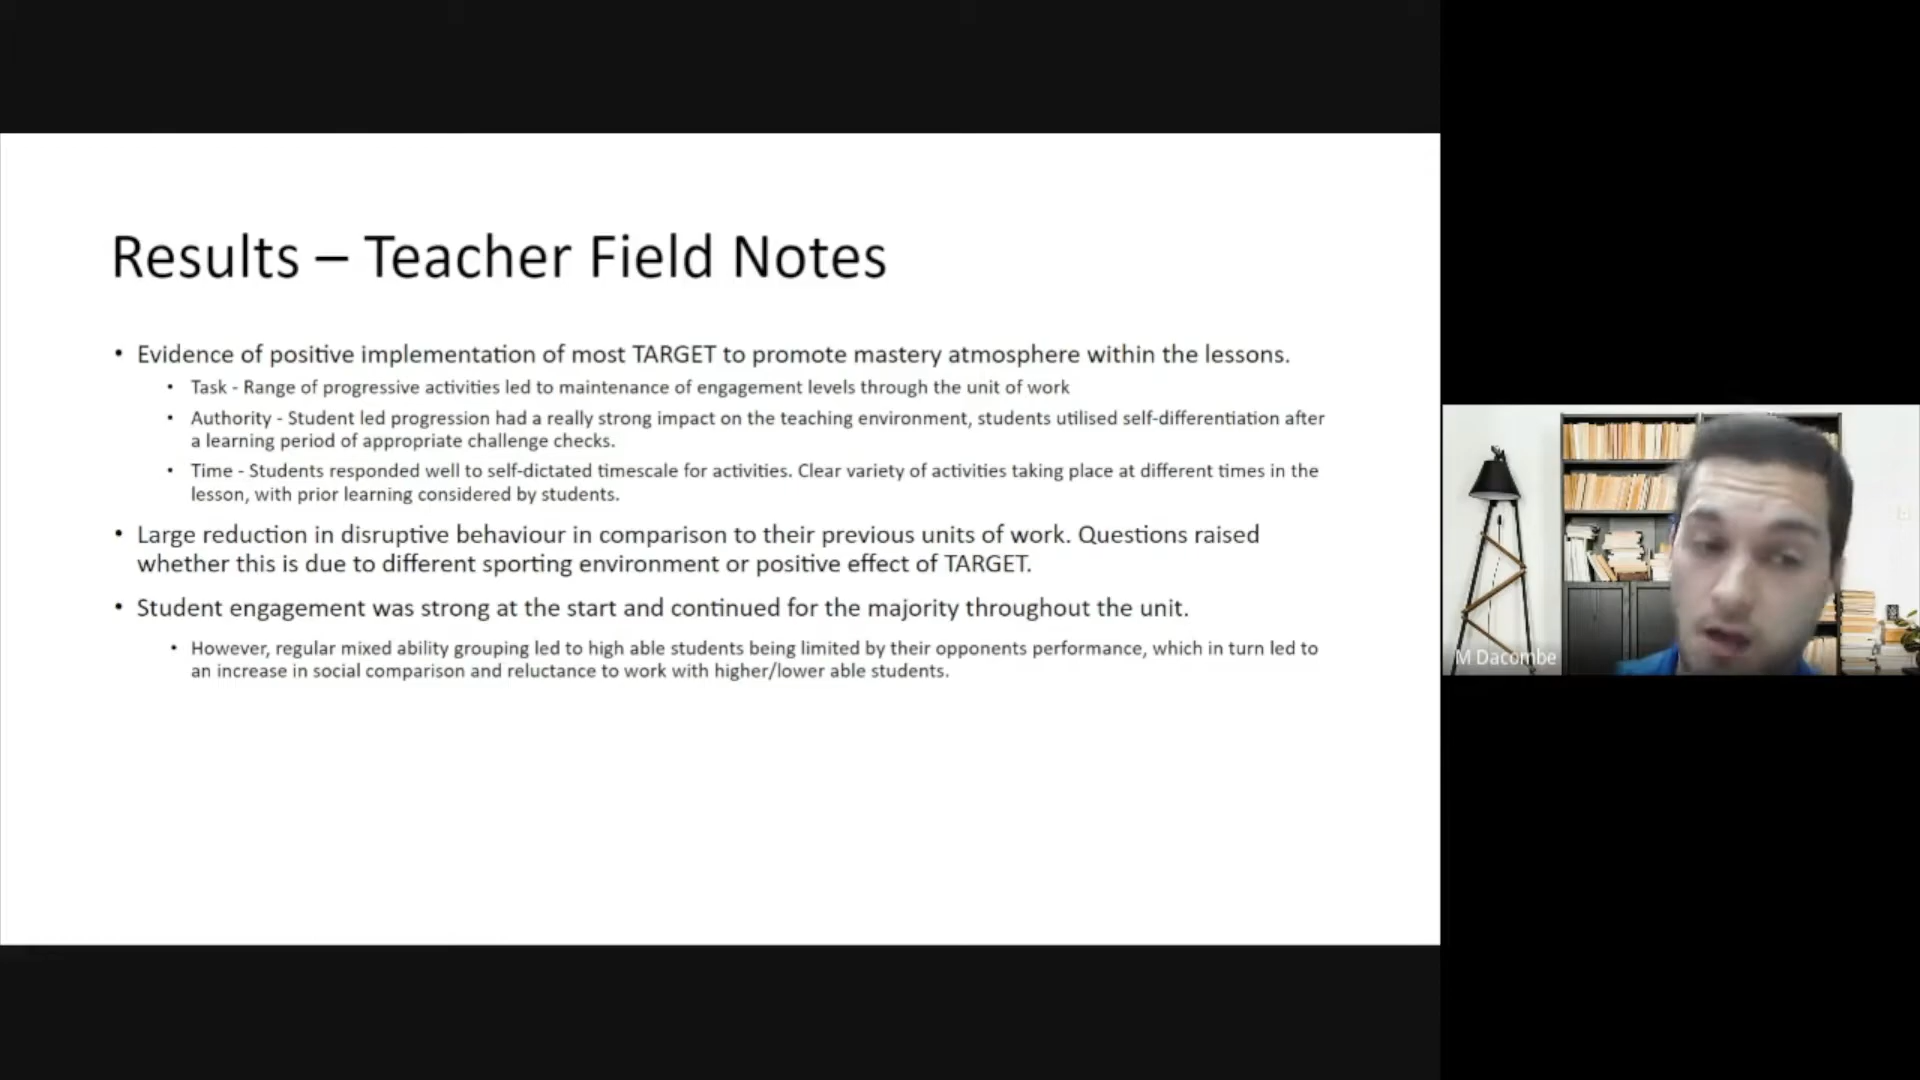 Results – Teacher Field Notes
• Evidence of positive implementation of most TARGET to promote mastery atmosphere within the lessons.
• Task - Range of progressive activities led to maintenance of engagement levels through the unit of work
• Authority - Student led progression had a really strong impact on the teaching environment, students utilised self-differentiation after
a learning period of appropriate challenge checks.
• Time - Students responded well to self-dictated timescale for activities. Clear variety of activities taking place at different times in the
lesson, with prior learning considered by students.
• Large reduction in disruptive behaviour in comparison to their previous units of work. Questions raised
whether this is due to different sporting environment or positive effect of TARGET.
• Student engagement was strong at the start and continued for the majority throughout the unit.
• However, regular mixed ability grouping led to high able students being limited by their opponents performance, which in turn led to
an increase in social comparison and reluctance to work with higher/lower able students.
M Dacombe